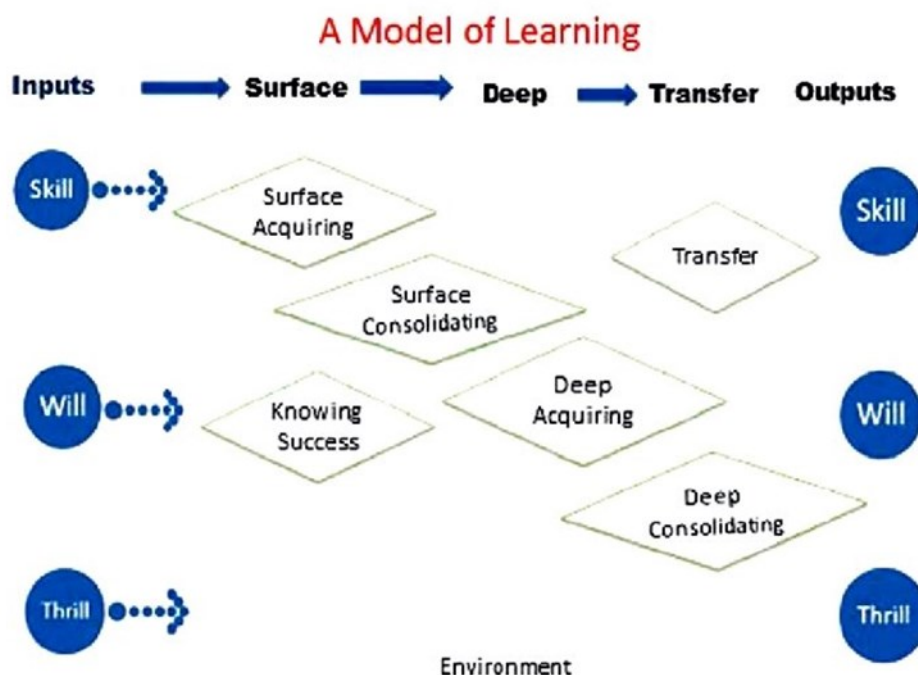 A Model of Learning
Inputs Surface Deep Transfer Outputs
Skill
Surface
Acquiring
Transfer
Skill
Surface
Consolidating
Will
Knowing
Success
Deep
Acquiring
Will
Deep
Consolidating
Thrill
Thrill
Environment